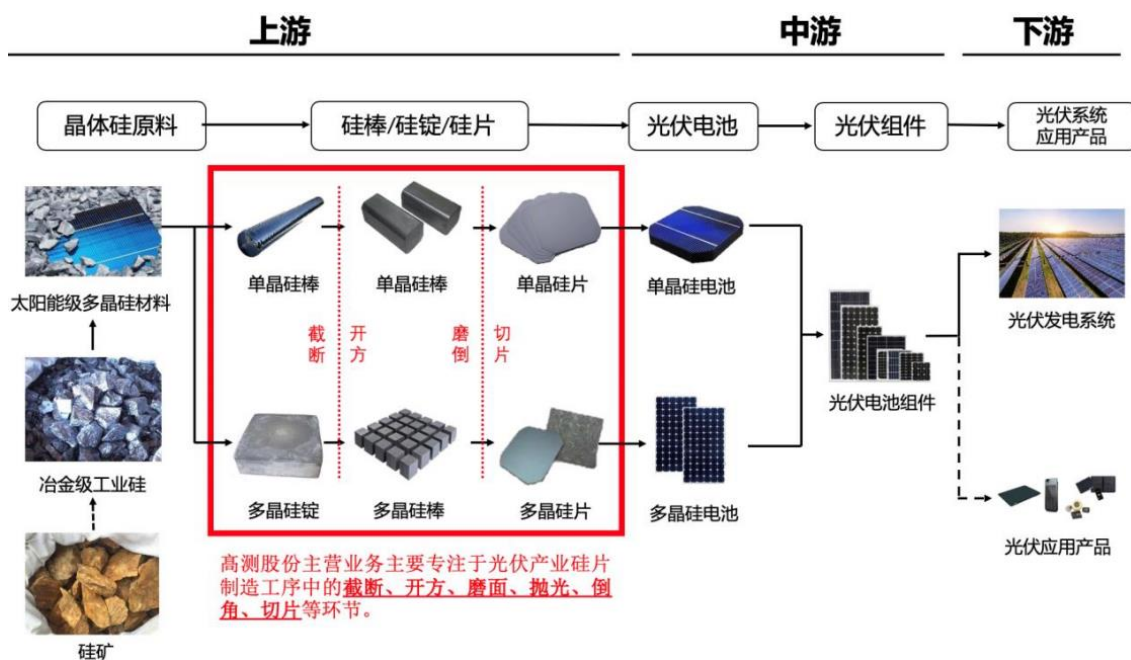 上游
中游
下游
晶体硅原料
硅棒/硅锭/硅片
光伏电池
光伏组件
光伏系统
应用产品
太阳能级多晶硅材料
单晶硅棒
单晶硅棒
单晶硅片
单晶硅电池
截断
开方
磨倒
切片
光伏发电系统
光伏电池组件
冶金级工业硅
多晶硅锭
多晶硅棒
多晶硅片
多晶硅电池
光伏应用产品
高测股份主营业务主要专注于光伏产业硅片
制造工序中的截断、开方、磨面、抛光、倒
角、切片等环节。
硅矿